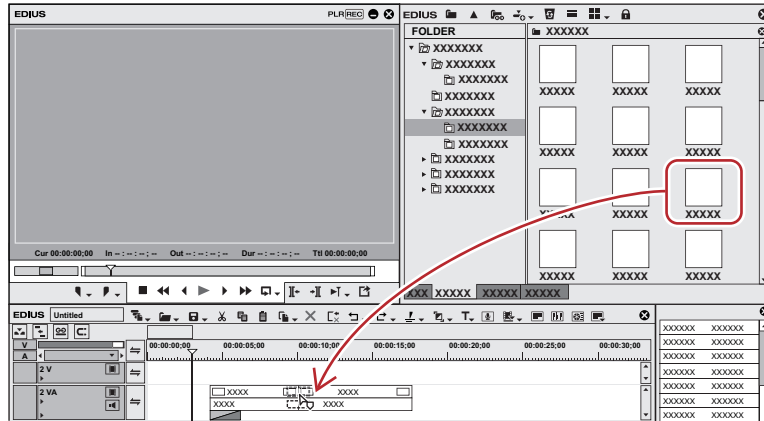 EDIUS PLR REC
Cur 00:00:00;00 In -- : -- : -- ; -- Out -- : -- : -- ; -- Dur -- : -- : -- ; -- Ttl 00:00:00;00
EDIUS
FOLDER
XXXXXXX
XXXXXXX
XXXXXXX
XXXXXXX
XXXXXXX
XXXXXXX
XXXXXXX
XXXXXXX
XXXXXXX
XXXXXXX
XXXXXX
XXXXX XXXXX XXXXX
XXXXX XXXXX XXXXX
XXXXX XXXXX XXXXX
XXXXX XXXXX XXXXX
XXX XXXXX XXXXX XXXXX
EDIUS Untitled
T
V
A
00:00:00;00 00:00:05;00 00:00:10;00 00:00:15;00 00:00:20;00 00:00:25;00 00:00:30;00
2 V
2 VA
XXXX XXXX
XXXX XXXX
XXXXXX XXXXXX
XXXXXX XXXXXX
XXXXXX XXXXXX
XXXXXX XXXXXX
XXXXXX XXXXXX
XXXXXX XXXXXX
XXXXXX XXXXXX